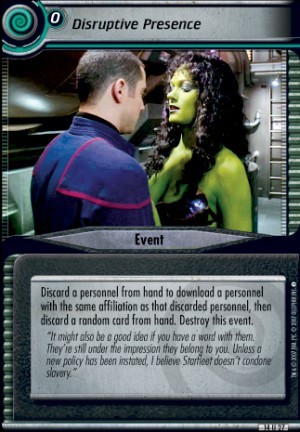 0 Disruptive Presence
Event
Discard a personnel from hand to download a personnel
with the same affiliation as that discarded personnel, then
discard a random card from hand. Destroy this event.
"It might also be a good idea if you have a word with them.
They're still under the impression they belong to you. Unless a
new policy has been instated, I believe Starfleet doesn't condone
slavery."
14 U 27